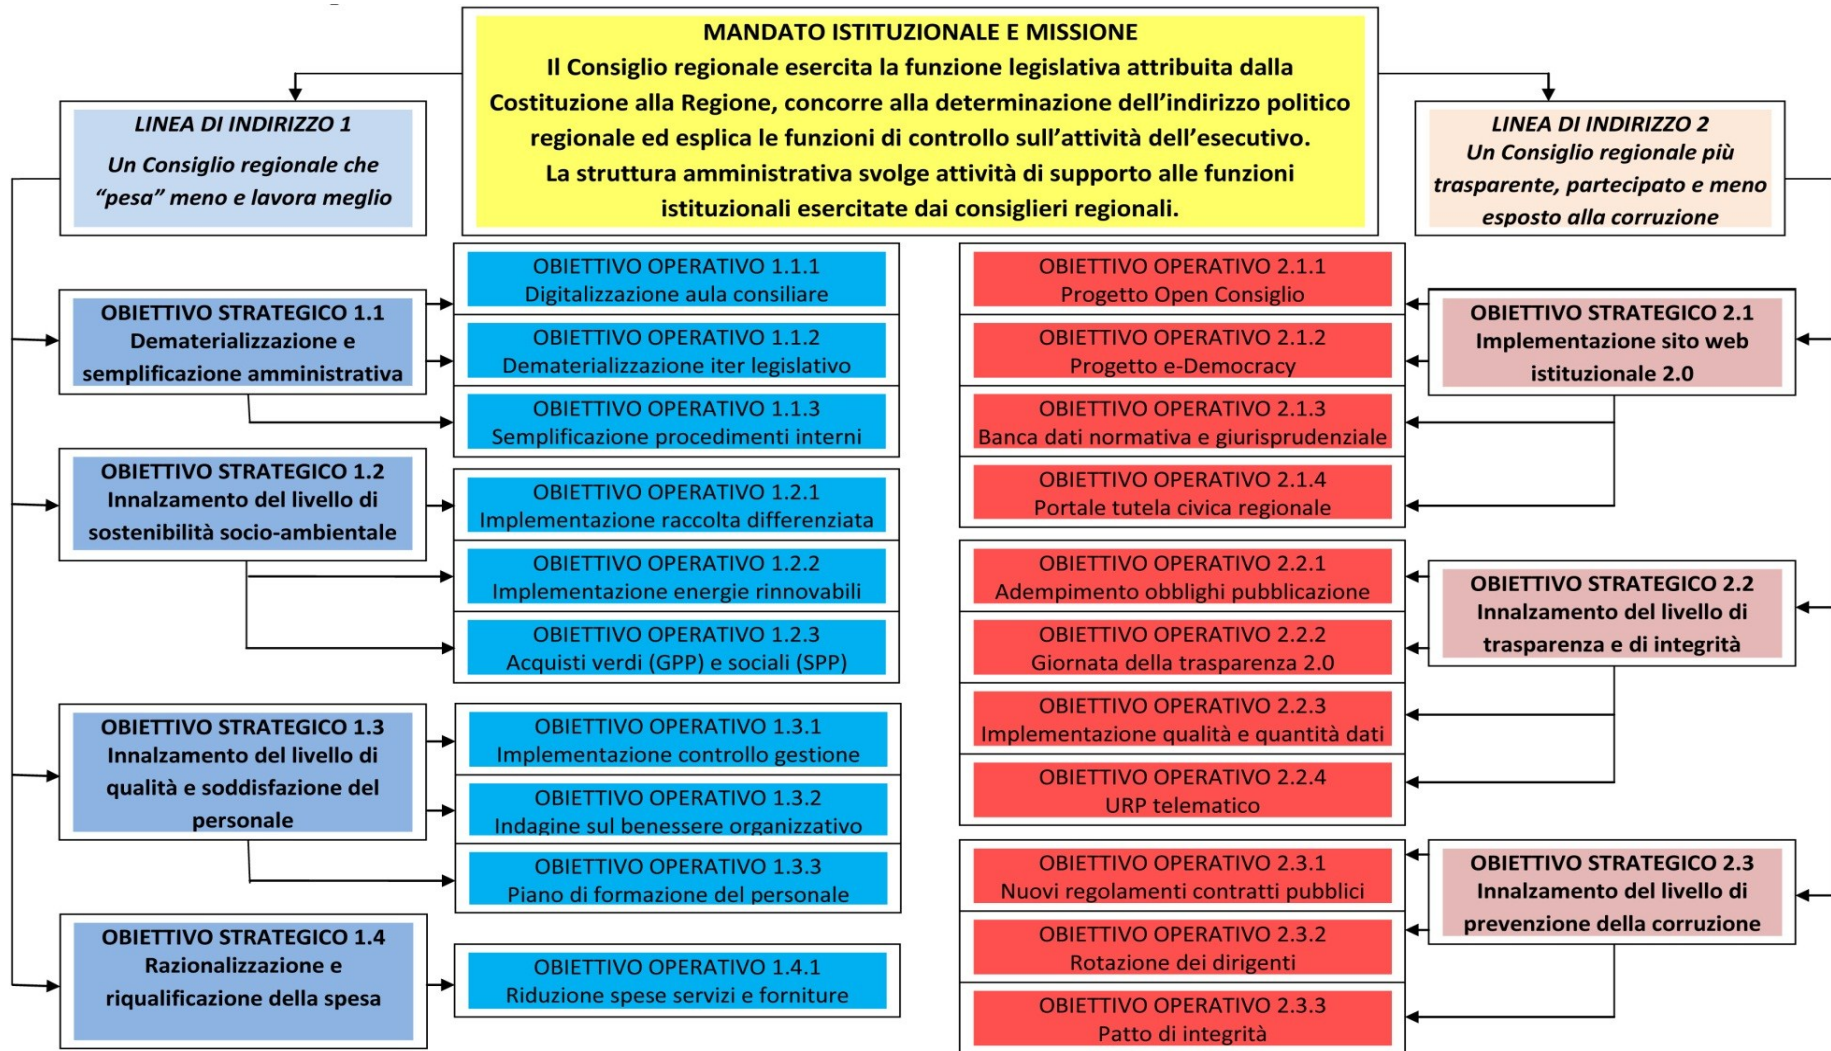 MANDATO ISTITUZIONALE E MISSIONE
Il Consiglio regionale esercita la funzione legislativa attribuita dalla
Costituzione alla Regione, concorre alla determinazione dell’indirizzo politico
regionale ed esplica le funzioni di controllo sull’attività dell’esecutivo.
La struttura amministrativa svolge attività di supporto alle funzioni
istituzionali esercitate dai consiglieri regionali.
LINEA DI INDIRIZZO 1
Un Consiglio regionale che
“pesa” meno e lavora meglio
LINEA DI INDIRIZZO 2
Un Consiglio regionale più
trasparente, partecipato e meno
esposto alla corruzione
OBIETTIVO STRATEGICO 1.1
Dematerializzazione e
semplificazione amministrativa
OBIETTIVO OPERATIVO 1.1.1
Digitalizzazione aula consiliare
OBIETTIVO OPERATIVO 1.1.2
Dematerializzazione iter legislativo
OBIETTIVO OPERATIVO 1.1.3
Semplificazione procedimenti interni
OBIETTIVO STRATEGICO 1.2
Innalzamento del livello di
sostenibilità socio-ambientale
OBIETTIVO OPERATIVO 1.2.1
Implementazione raccolta differenziata
OBIETTIVO OPERATIVO 1.2.2
Implementazione energie rinnovabili
OBIETTIVO OPERATIVO 1.2.3
Acquisti verdi (GPP) e sociali (SPP)
OBIETTIVO STRATEGICO 1.3
Innalzamento del livello di
qualità e soddisfazione del
personale
OBIETTIVO OPERATIVO 1.3.1
Implementazione controllo gestione
OBIETTIVO OPERATIVO 1.3.2
Indagine sul benessere organizzativo
OBIETTIVO OPERATIVO 1.3.3
Piano di formazione del personale
OBIETTIVO STRATEGICO 1.4
Razionalizzazione e
riqualificazione della spesa
OBIETTIVO OPERATIVO 1.4.1
Riduzione spese servizi e forniture
OBIETTIVO OPERATIVO 2.1.1
Progetto Open Consiglio
OBIETTIVO OPERATIVO 2.1.2
Progetto e-Democracy
OBIETTIVO OPERATIVO 2.1.3
Banca dati normativa e giurisprudenziale
OBIETTIVO OPERATIVO 2.1.4
Portale tutela civica regionale
OBIETTIVO STRATEGICO 2.1
Implementazione sito web
istituzionale 2.0
OBIETTIVO OPERATIVO 2.2.1
Adempimento obblighi pubblicazione
OBIETTIVO OPERATIVO 2.2.2
Giornata della trasparenza 2.0
OBIETTIVO OPERATIVO 2.2.3
Implementazione qualità e quantità dati
OBIETTIVO OPERATIVO 2.2.4
URP telematico
OBIETTIVO STRATEGICO 2.2
Innalzamento del livello di
trasparenza e di integrità
OBIETTIVO OPERATIVO 2.3.1
Nuovi regolamenti contratti pubblici
OBIETTIVO OPERATIVO 2.3.2
Rotazione dei dirigenti
OBIETTIVO OPERATIVO 2.3.3
Patto di integrità
OBIETTIVO STRATEGICO 2.3
Innalzamento del livello di
prevenzione della corruzione